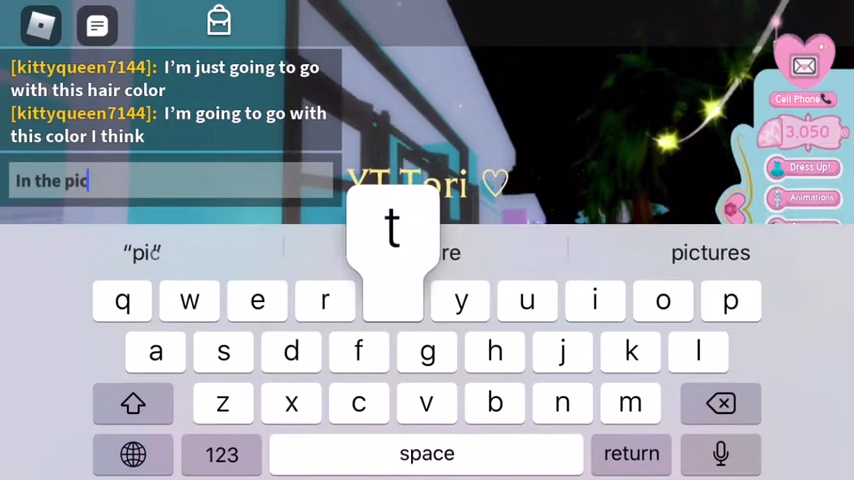 [kittyqueen7144]: I'm just going to go
with this hair color
[kittyqueen7144]: I'm going to go with
this color I think
In the pic
YT Tori ♡
Cell Phone
3,050
Dress Up!
Animations
"pic"
re
pictures
t
q w e r y u i o p
a s d f g h j k l
z x c v b n m
123 space return